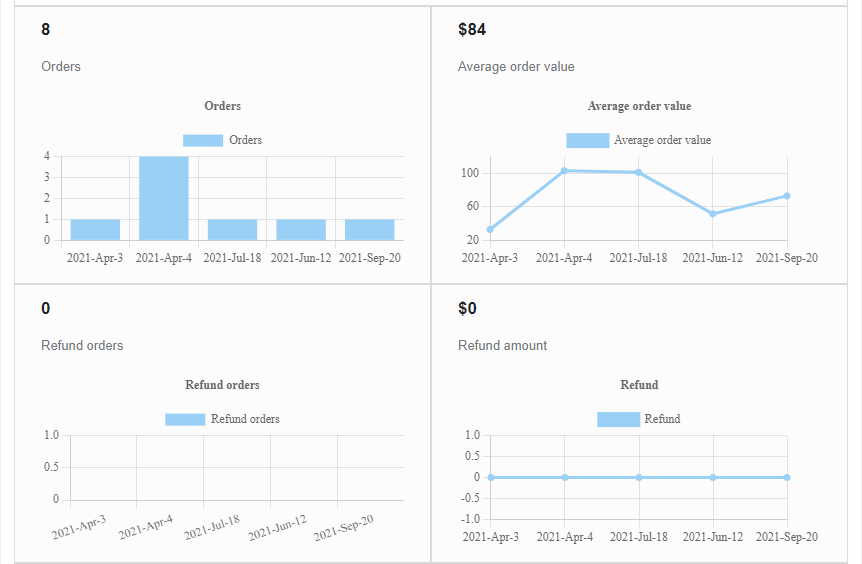 8
Orders
Orders
Orders
4
3
2
1
0
2021-Apr-3 2021-Apr-4 2021-Jul-18 2021-Jun-12 2021-Sep-20
$84
Average order value
Average order value
Average order value
100
60
20
2021-Apr-3 2021-Apr-4 2021-Jul-18 2021-Jun-12 2021-Sep-20
0
Refund orders
Refund orders
Refund orders
1.0
0.5
0
2021-Apr-3 2021-Apr-4 2021-Jul-18 2021-Jun-12 2021-Sep-20
$0
Refund amount
Refund
Refund
1.0
0.5
0
-0.5
-1.0
2021-Apr-3 2021-Apr-4 2021-Jul-18 2021-Jun-12 2021-Sep-20